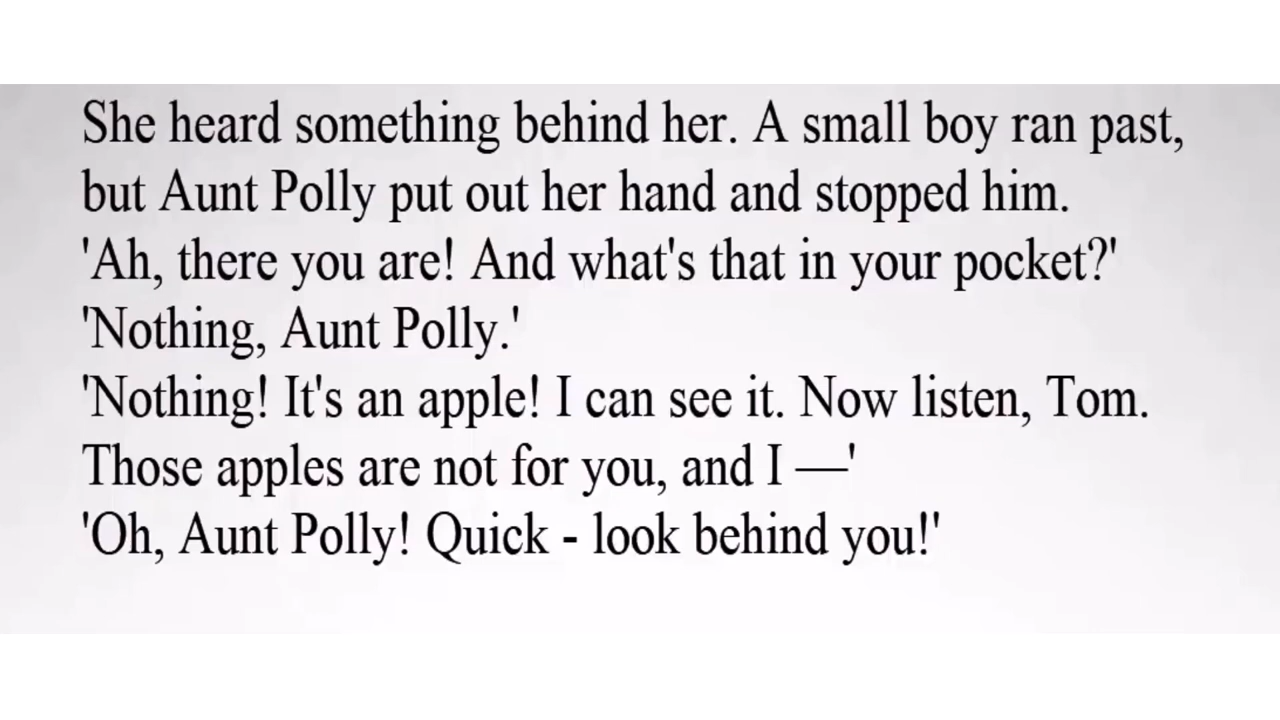 She heard something behind her. A small boy ran past,
but Aunt Polly put out her hand and stopped him.
'Ah, there you are! And what's that in your pocket?'
'Nothing, Aunt Polly.'
'Nothing! It's an apple! I can see it. Now listen, Tom.
Those apples are not for you, and I —'
'Oh, Aunt Polly! Quick - look behind you!'